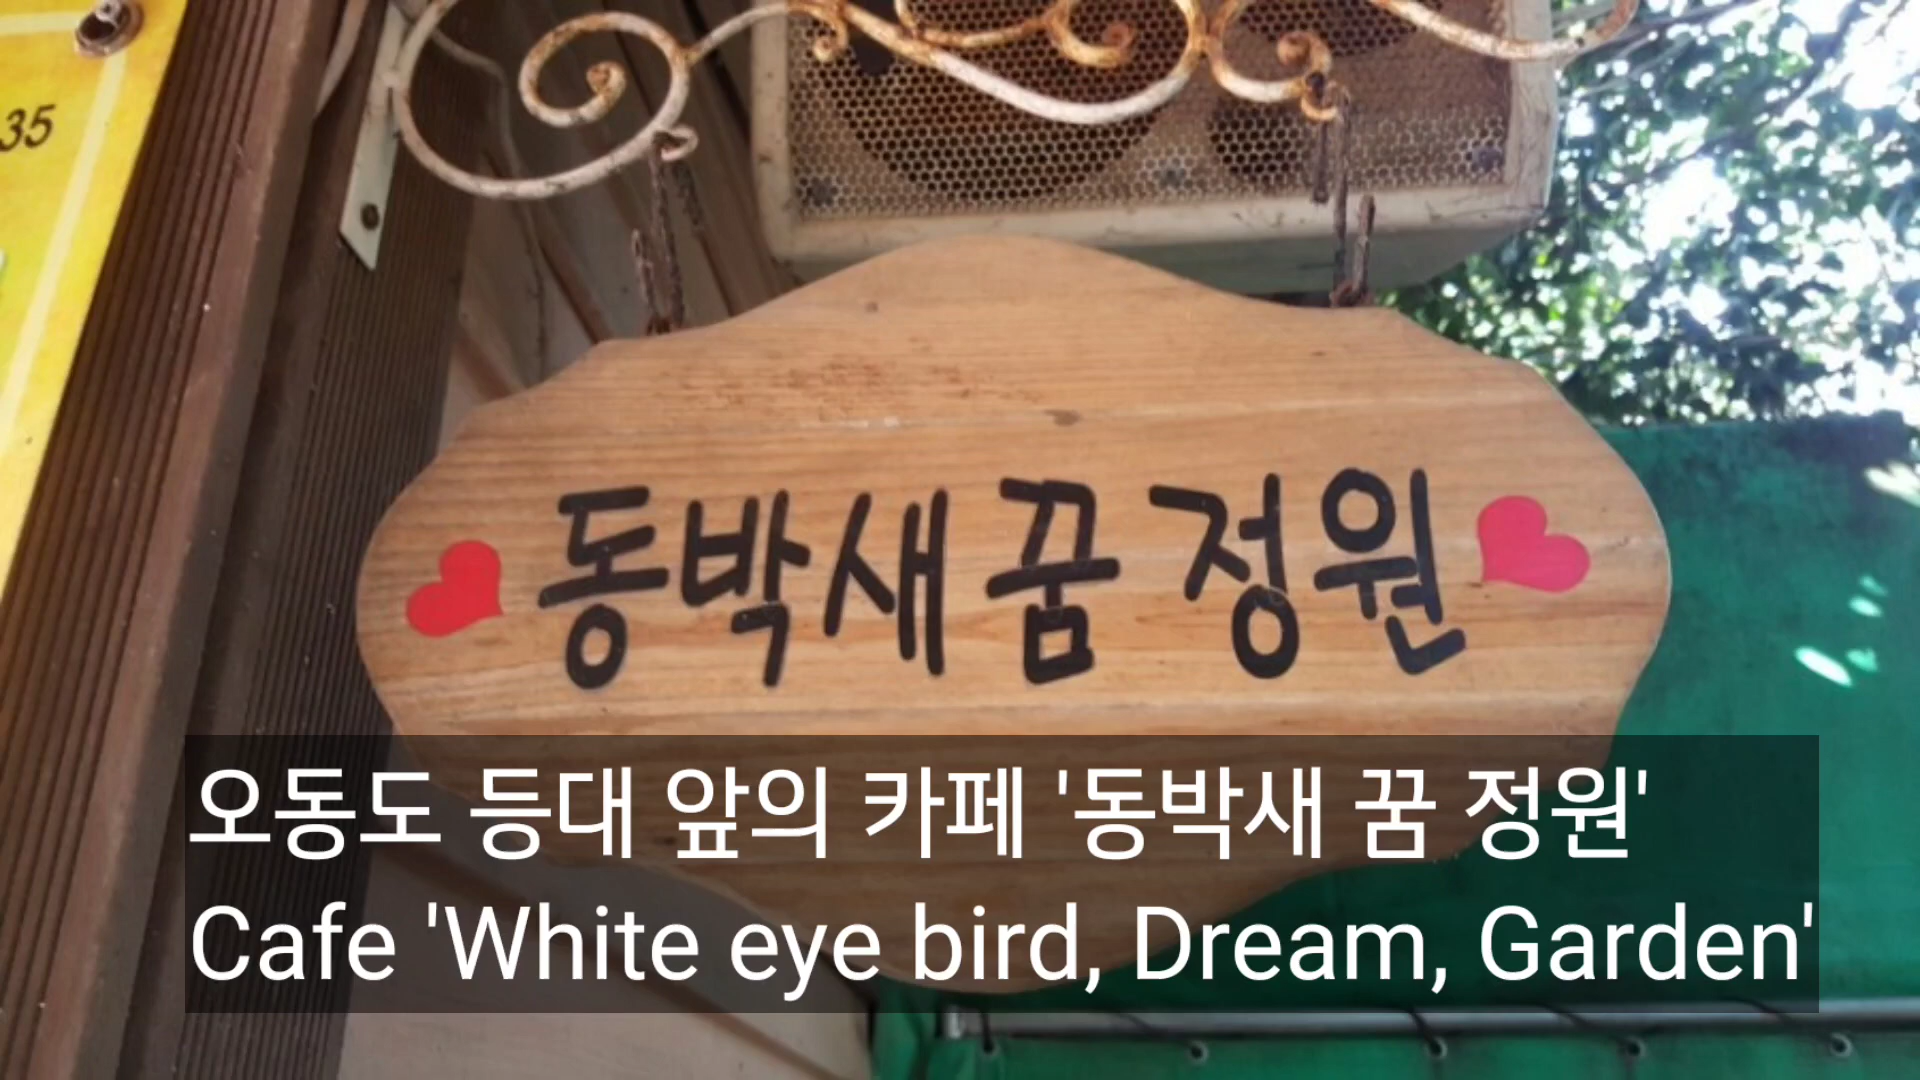 35
동박새 꿈 정원
오동도 등대 앞의 카페 '동박새 꿈 정원'
Cafe 'White eye bird, Dream, Garden'